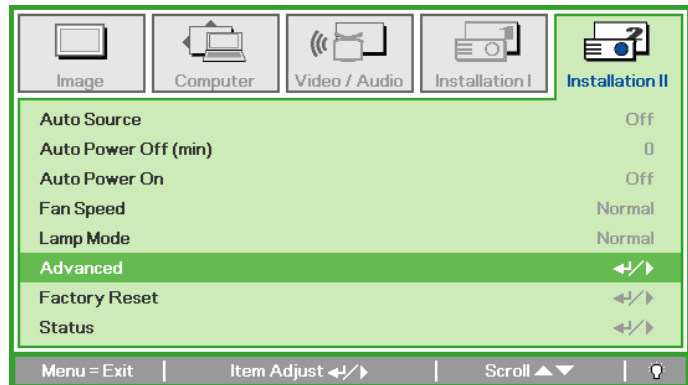 Image Computer Video / Audio Installation I Installation II
Auto Source Off
Auto Power Off (min) 0
Auto Power On Off
Fan Speed Normal
Lamp Mode Normal
Advanced
Factory Reset
Status
Menu = Exit Item Adjust Scroll